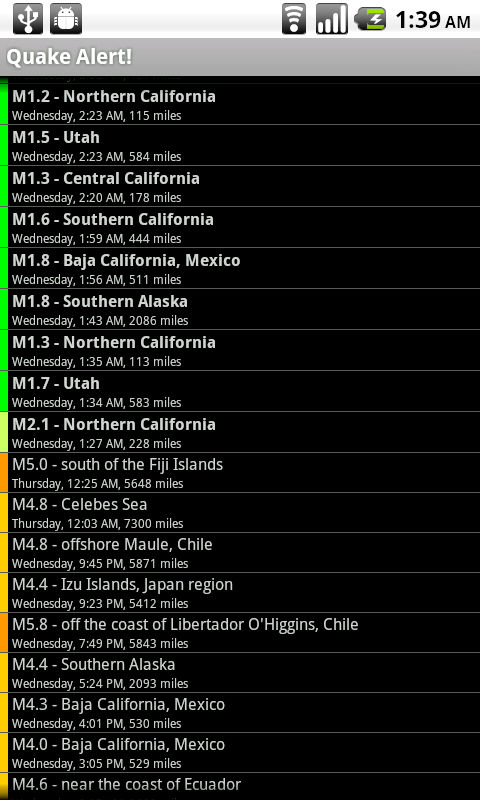 1:39 AM
Quake Alert!
M1.2 - Northern California
Wednesday, 2:23 AM, 115 miles
M1.5 - Utah
Wednesday, 2:23 AM, 584 miles
M1.3 - Central California
Wednesday, 2:20 AM, 178 miles
M1.6 - Southern California
Wednesday, 1:59 AM, 444 miles
M1.8 - Baja California, Mexico
Wednesday, 1:56 AM, 511 miles
M1.8 - Southern Alaska
Wednesday, 1:43 AM, 2086 miles
M1.3 - Northern California
Wednesday, 1:35 AM, 113 miles
M1.7 - Utah
Wednesday, 1:34 AM, 583 miles
M2.1 - Northern California
Wednesday, 1:27 AM, 228 miles
M5.0 - south of the Fiji Islands
Thursday, 12:25 AM, 5648 miles
M4.8 - Celebes Sea
Thursday, 12:03 AM, 7300 miles
M4.8 - offshore Maule, Chile
Wednesday, 9:45 PM, 5871 miles
M4.4 - Izu Islands, Japan region
Wednesday, 9:23 PM, 5412 miles
M5.8 - off the coast of Libertador O'Higgins, Chile
Wednesday, 7:49 PM, 5843 miles
M4.4 - Southern Alaska
Wednesday, 5:24 PM, 2093 miles
M4.3 - Baja California, Mexico
Wednesday, 4:01 PM, 530 miles
M4.0 - Baja California, Mexico
Wednesday, 3:05 PM, 529 miles
M4.6 - near the coast of Ecuador